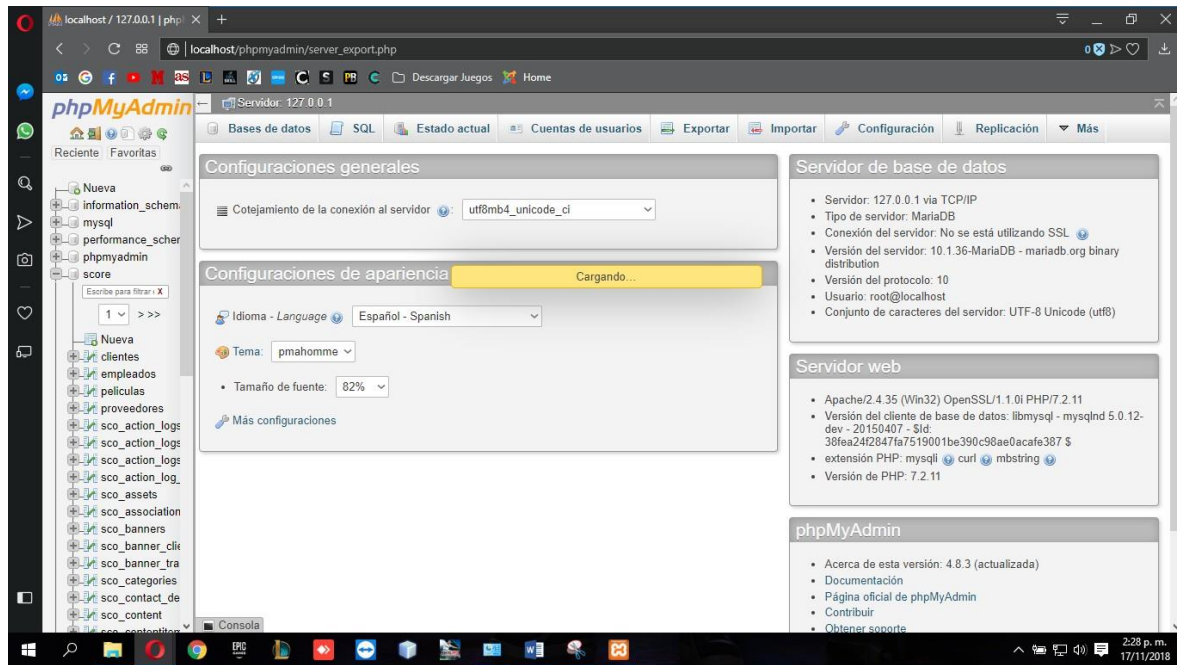 localhost / 127.0.0.1 | php
localhost/phpmyadmin/server_export.php
0
Descargar Juegos
Home
phpMyAdmin
Reciente Favoritas
Nueva
information_schem
mysql
performance_scher
phpmyadmin
score
Escribe para filtrar X
1 > >>
Nueva
clientes
empleados
peliculas
proveedores
sco_action_logs
sco_action_logs
sco_action_logs
sco_action_log_
sco_assets
sco_association
sco_banners
sco_banner_clie
sco_banner_tra
sco_categories
sco_contact_de
sco_content
Servidor: 127.0.0.1
Bases de datos SQL Estado actual Cuentas de usuarios Exportar Importar Configuración Replicación Más
Configuraciones generales
Cotejamiento de la conexión al servidor : utf8mb4_unicode_ci
Configuraciones de apariencia
Cargando...
Idioma - Language Español - Spanish
Tema: pmahomme
Tamaño de fuente: 82%
Más configuraciones
Consola
Servidor de base de datos
Servidor: 127.0.0.1 via TCP/IP
Tipo de servidor: MariaDB
Conexión del servidor: No se está utilizando SSL
Versión del servidor: 10.1.36-MariaDB - mariadb.org binary
distribution
Versión del protocolo: 10
Usuario: root@localhost
Conjunto de caracteres del servidor: UTF-8 Unicode (utf8)
Servidor web
Apache/2.4.35 (Win32) OpenSSL/1.1.0i PHP/7.2.11
Versión del cliente de base de datos: libmysql - mysqlnd 5.0.12-
dev - 20150407 - $Id:
38fea24f2847fa7519001be390c98ae0acafe387 $
extensión PHP: mysqli curl mbstring
Versión de PHP: 7.2.11
phpMyAdmin
Acerca de esta versión: 4.8.3 (actualizada)
Documentación
Página oficial de phpMyAdmin
Contribuir
Obtener soporte
2:28 p. m.
17/11/2018